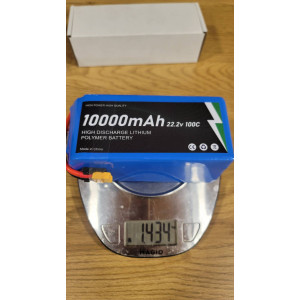 10000mAh 22.2v 100C
HIGH DISCHARGE LITHIUM
POLYMER BATTERY
1434